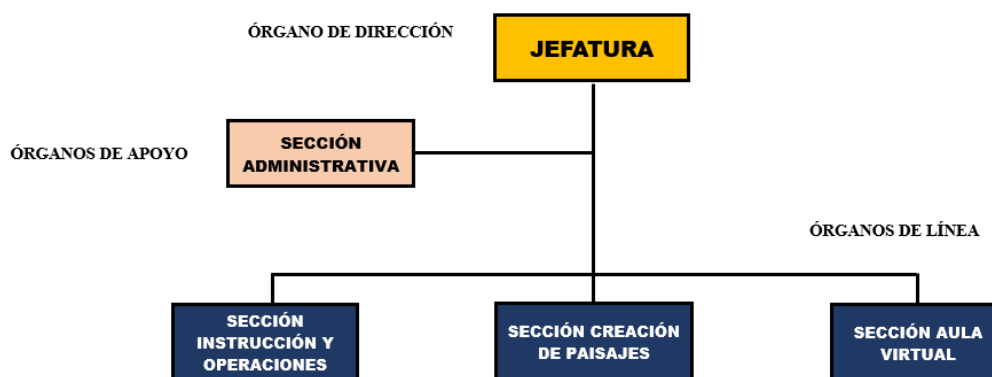 ÓRGANO DE DIRECCIÓN
JEFATURA
ÓRGANOS DE APOYO
SECCIÓN
ADMINISTRATIVA
ÓRGANOS DE LÍNEA
SECCIÓN
INSTRUCCIÓN Y
OPERACIONES
SECCIÓN CREACIÓN
DE PAISAJES
SECCIÓN AULA
VIRTUAL